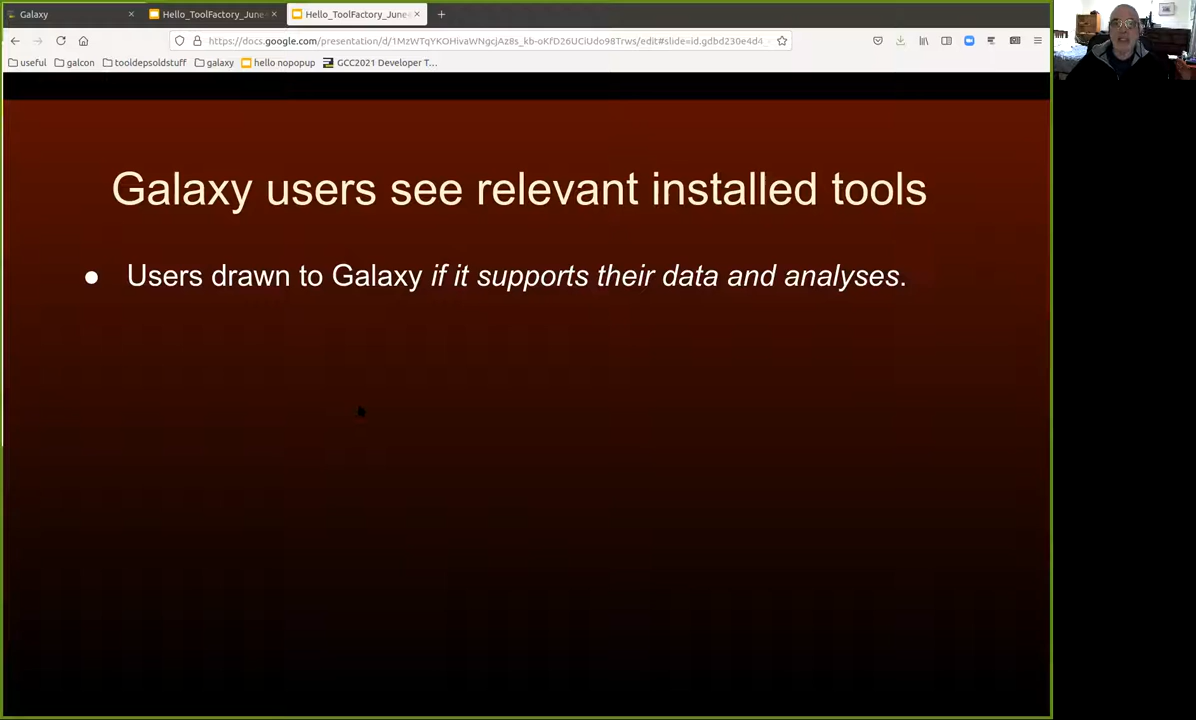 Galaxy
Hello_ToolFactory_June
Hello_ToolFactory_June
https://docs.google.com/presentation/d/1MzWTqYKOHivaWNgcjAz8s_kb-oKfD26UCiUdo98Trws/edit#slide=id.gdbd230e4d4
useful galcon tooldepsoldstuff galaxy hello nopopup GCC2021 Developer T...
Galaxy users see relevant installed tools
● Users drawn to Galaxy if it supports their data and analyses.